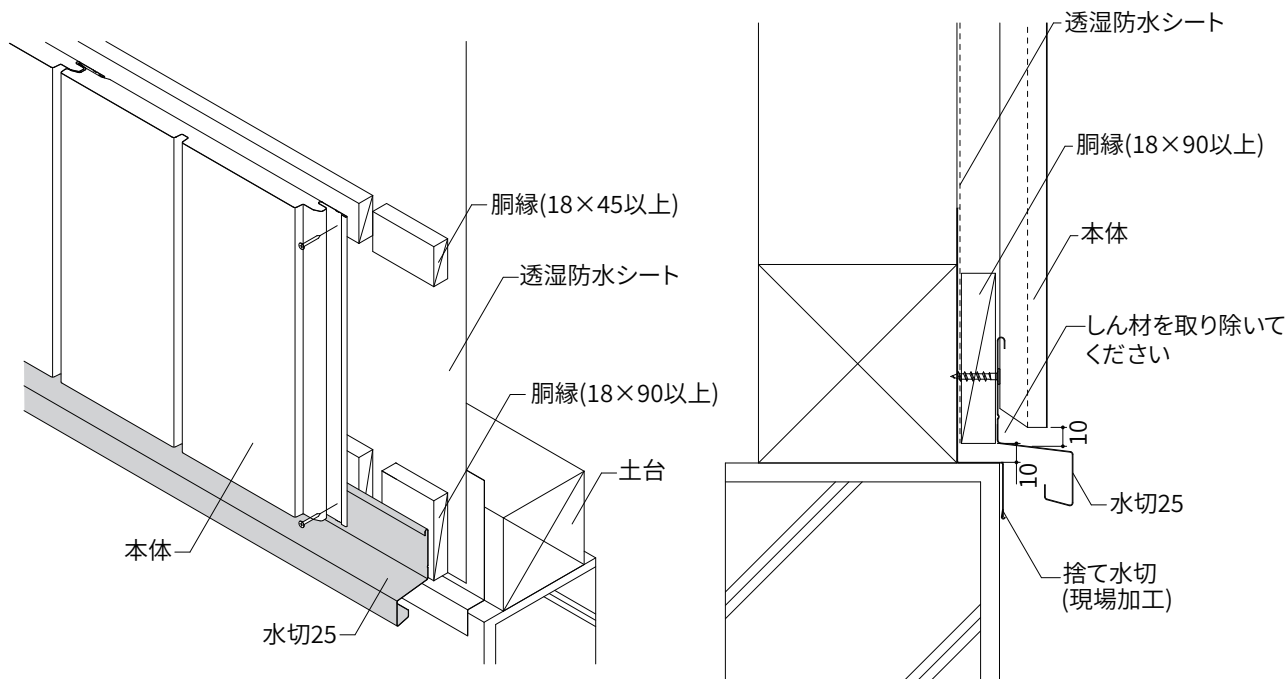 胴縁(18×45以上)
透湿防水シート
胴縁(18×90以上)
土台
本体
水切25
透湿防水シート
胴縁(18×90以上)
本体
しん材を取り除いて
ください
10
10
水切25
捨て水切
(現場加工)